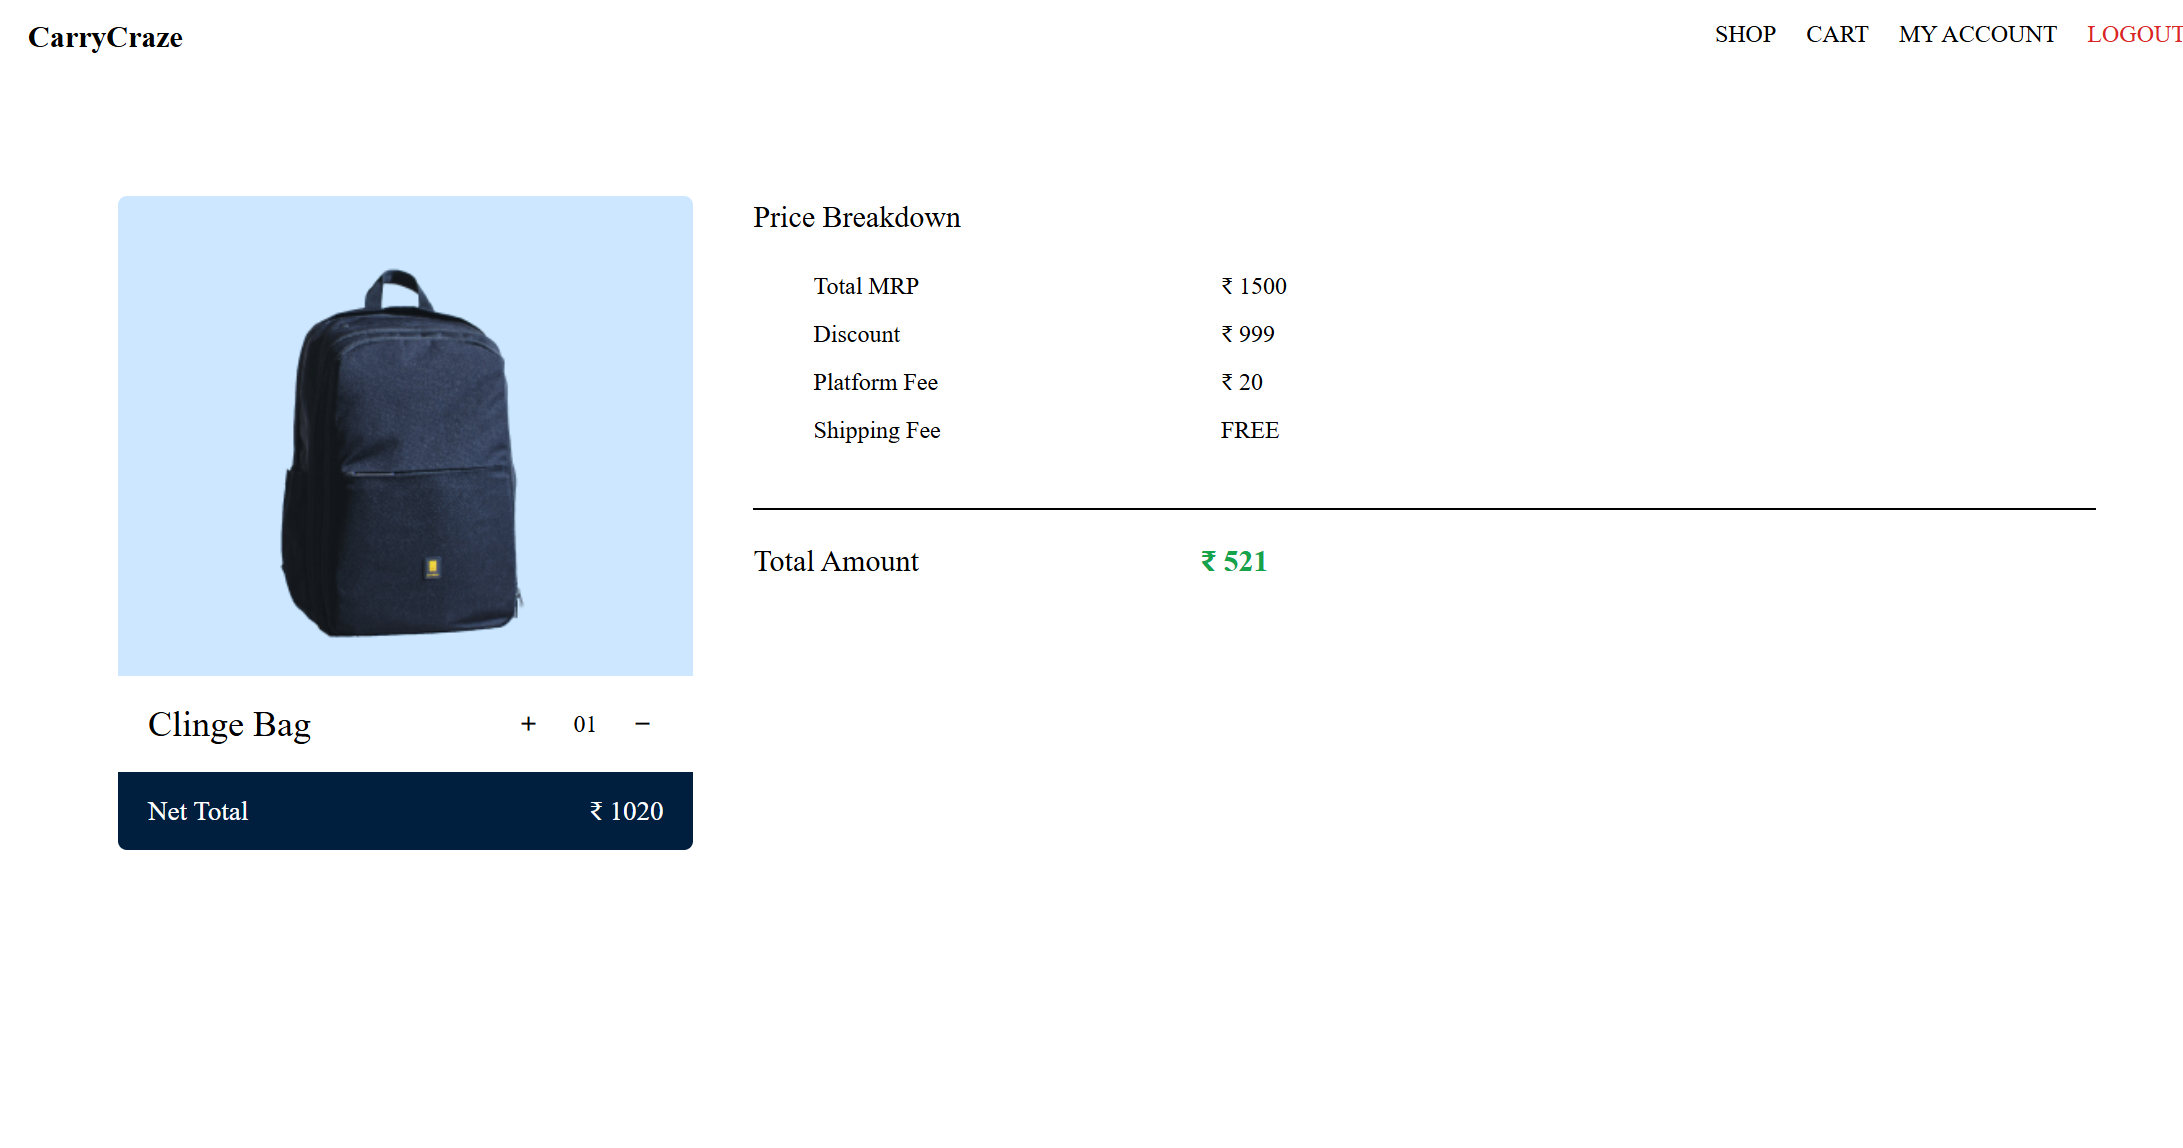 CarryCraze
SHOP CART MY ACCOUNT LOGOUT
Price Breakdown
Total MRP ₹ 1500
Discount ₹ 999
Platform Fee ₹ 20
Shipping Fee FREE
Total Amount ₹ 521
Clinge Bag + 01 −
Net Total ₹ 1020